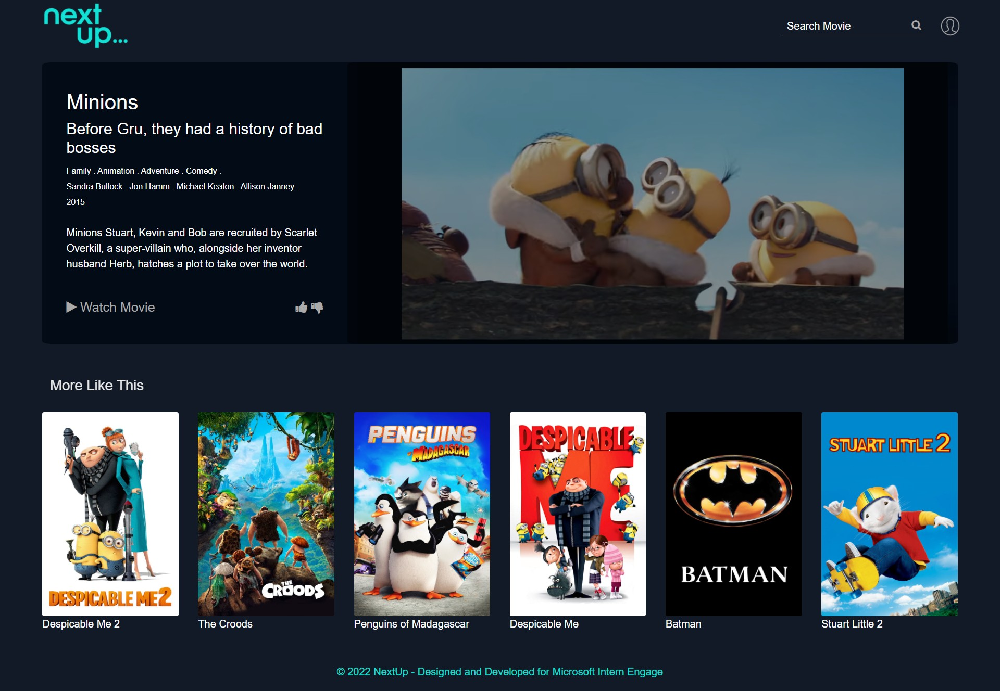 next
up...
Search Movie
Minions
Before Gru, they had a history of bad
bosses
Family . Animation . Adventure . Comedy .
Sandra Bullock . Jon Hamm . Michael Keaton . Allison Janney .
2015
Minions Stuart, Kevin and Bob are recruited by Scarlet
Overkill, a super-villain who, alongside her inventor
husband Herb, hatches a plot to take over the world.
Watch Movie
More Like This
DESPICABLE ME 2
THE
CROODS
PENGUINS
MADAGASCAR
DESPICABLE
ME
BATMAN
STUART LITTLE 2
Despicable Me 2
The Croods
Penguins of Madagascar
Despicable Me
Batman
Stuart Little 2
© 2022 NextUp - Designed and Developed for Microsoft Intern Engage